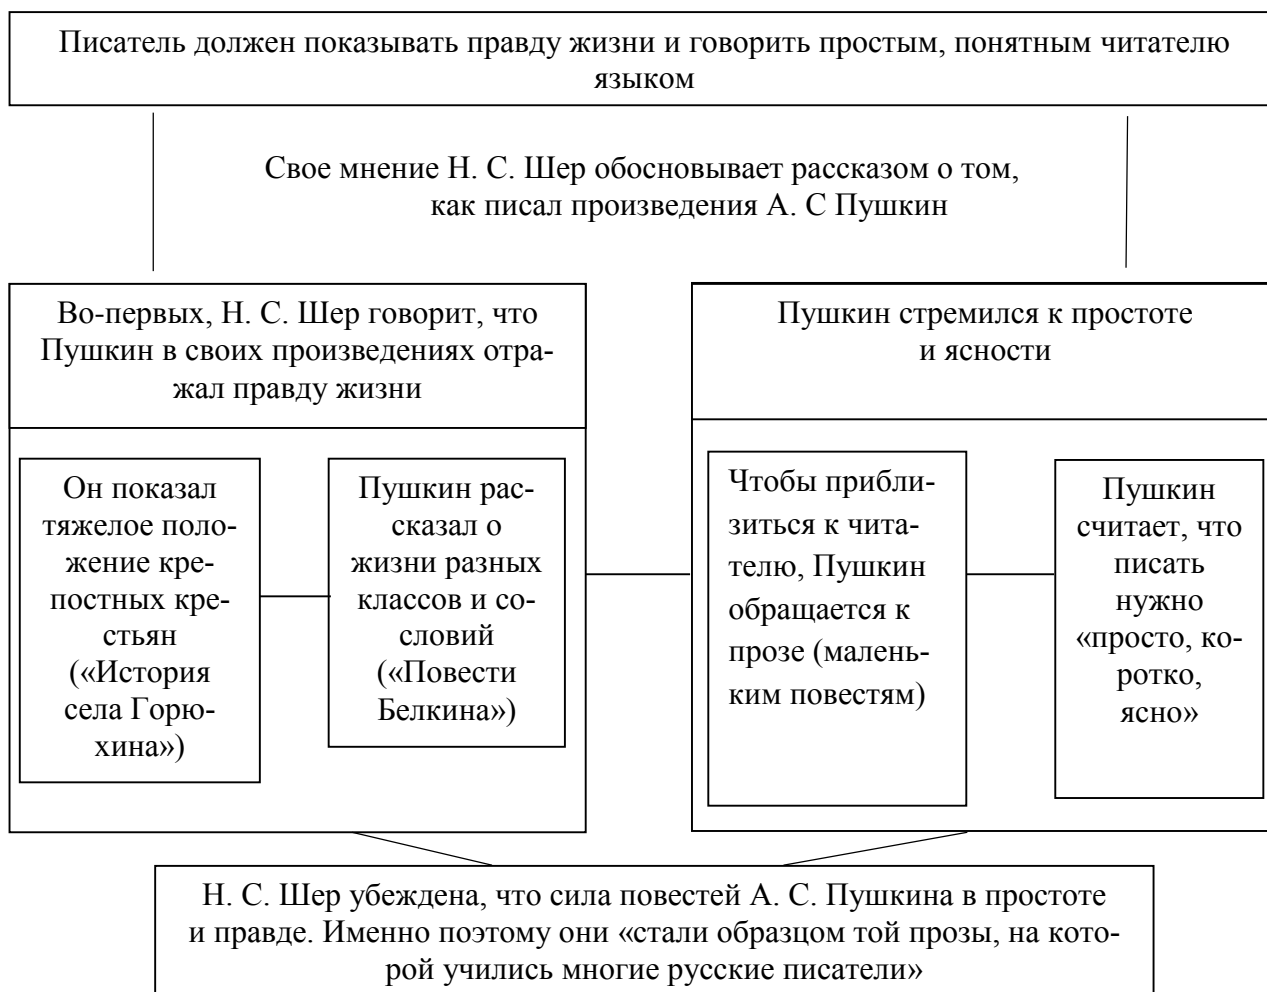 Писатель должен показывать правду жизни и говорить простым, понятным читателю
языком
Свое мнение Н. С. Шер обосновывает рассказом о том,
как писал произведения А. С Пушкин
Во-первых, Н. С. Шер говорит, что
Пушкин в своих произведениях отра-
жал правду жизни
Он показал
тяжелое поло-
жение кре-
постных кре-
стьян
(«История
села Горю-
хина»)
Пушкин рас-
сказал о
жизни разных
классов и со-
словий
(«Повести
Белкина»)
Пушкин стремился к простоте
и ясности
Чтобы прибли-
зиться к чита-
телю, Пушкин
обращается к
прозе (малень-
ким повестям)
Пушкин
считает, что
писать
нужно
«просто, ко-
ротко,
ясно»
Н. С. Шер убеждена, что сила повестей А. С. Пушкина в простоте
и правде. Именно поэтому они «стали образцом той прозы, на кото-
рой учились многие русские писатели»